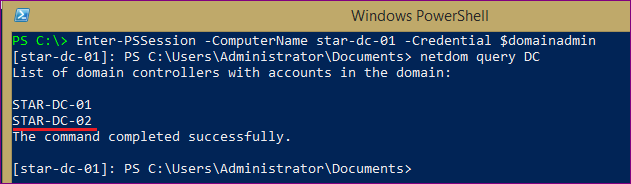 Windows PowerShell
PS C:\> Enter-PSSession -ComputerName star-dc-01 -Credential $domainadmin
[star-dc-01]: PS C:\Users\Administrator\Documents> netdom query DC
List of domain controllers with accounts in the domain:
STAR-DC-01
STAR-DC-02
The command completed successfully.
[star-dc-01]: PS C:\Users\Administrator\Documents>